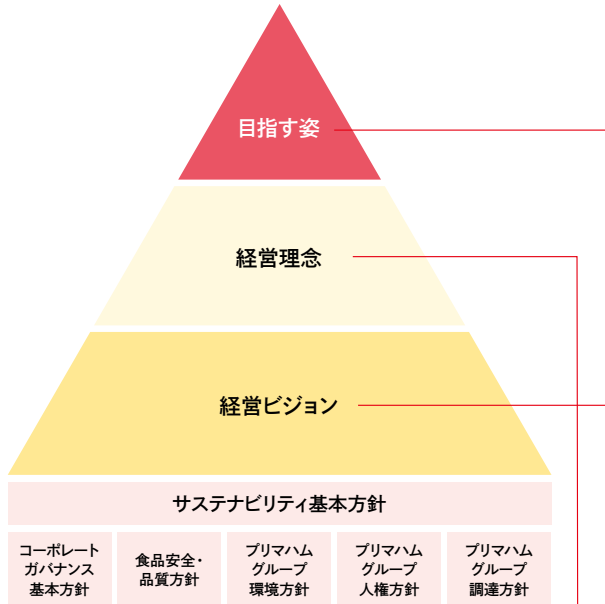 目指す姿
経営理念
経営ビジョン
サステナビリティ基本方針
コーポレート
ガバナンス
基本方針
食品安全・
品質方針
プリマハム
グループ
環境方針
プリマハム
グループ
人権方針
プリマハム
グループ
調達方針